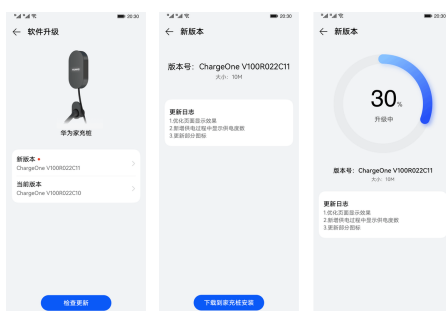 20:30
← 软件升级
华为家充桩
新版本
ChargeOne V100R022C11
当前版本
ChargeOne V100R022C10
检查更新
20:30
← 新版本
版本号：ChargeOne V100R022C11
大小：10M
更新日志
1.优化页面显示效果
2.新增供电过程中显示供电度数
3.更新部分图标
下载到家充桩安装
20:30
← 新版本
30%
升级中
版本号：ChargeOne V100R022C11
大小：10M
更新日志
1.优化页面显示效果
2.新增供电过程中显示供电度数
3.更新部分图标